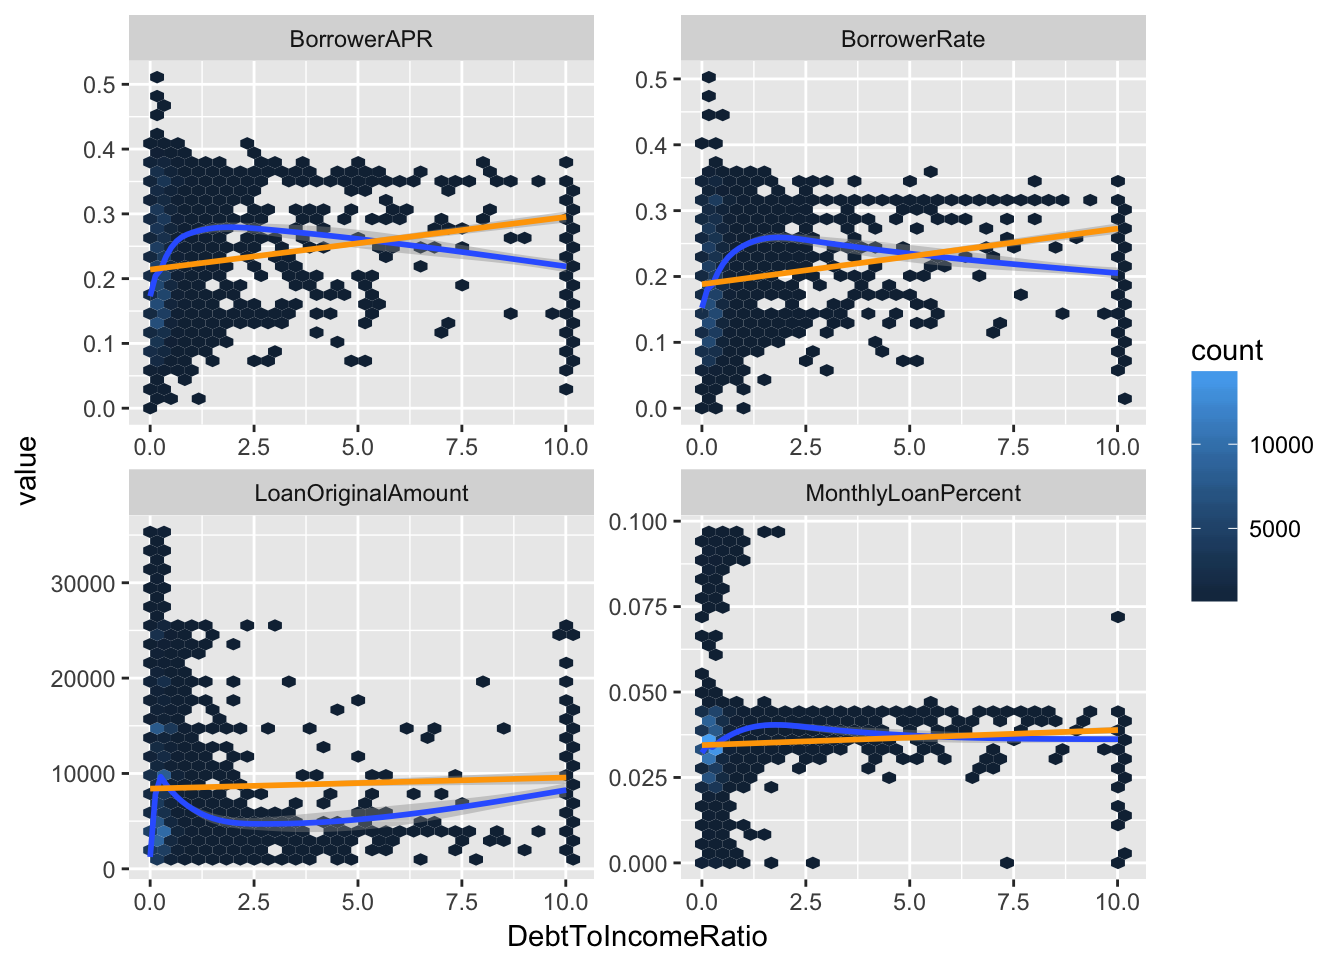 BorrowerAPR
BorrowerRate
0.5
0.4
0.3
0.2
0.1
0.0
0.0 2.5 5.0 7.5 10.0
0.5
0.4
0.3
0.2
0.1
0.0
0.0 2.5 5.0 7.5 10.0
LoanOriginalAmount
MonthlyLoanPercent
30000
20000
10000
0
0.0 2.5 5.0 7.5 10.0
0.100
0.075
0.050
0.025
0.000
0.0 2.5 5.0 7.5 10.0
value
DebtToIncomeRatio
count
10000
5000